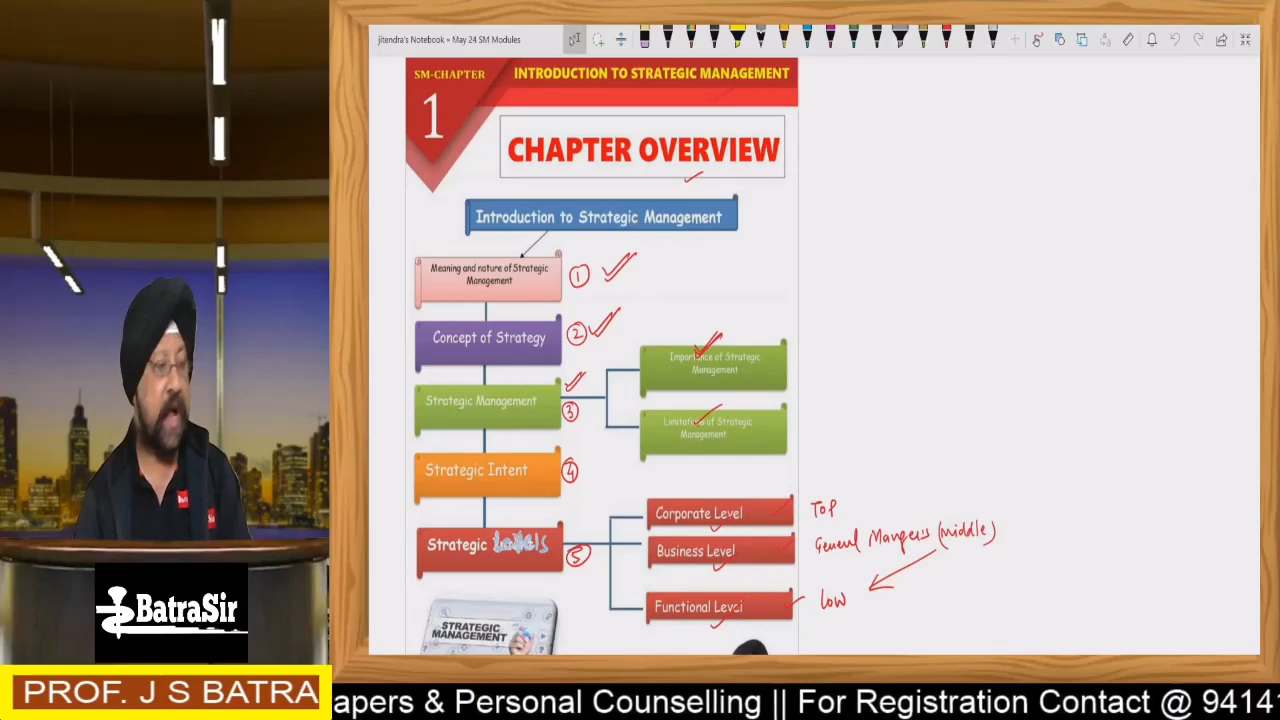 jitendra's Notebook » May 24 SM Modules
SM-CHAPTER
1
INTRODUCTION TO STRATEGIC MANAGEMENT
CHAPTER OVERVIEW
Introduction to Strategic Management
Meaning and nature of Strategic
Management
1
Concept of Strategy
2
Strategic Management
3
Importance of Strategic
Management
Limitations of Strategic
Management
Strategic Intent
4
Strategic Levels
5
Corporate Level
Top
Business Level
General Mangers (middle)
Functional Level
low
STRATEGIC
MANAGEMENT
BatraSir
PROF. J S BATRA
apers & Personal Counselling || For Registration Contact @ 9414